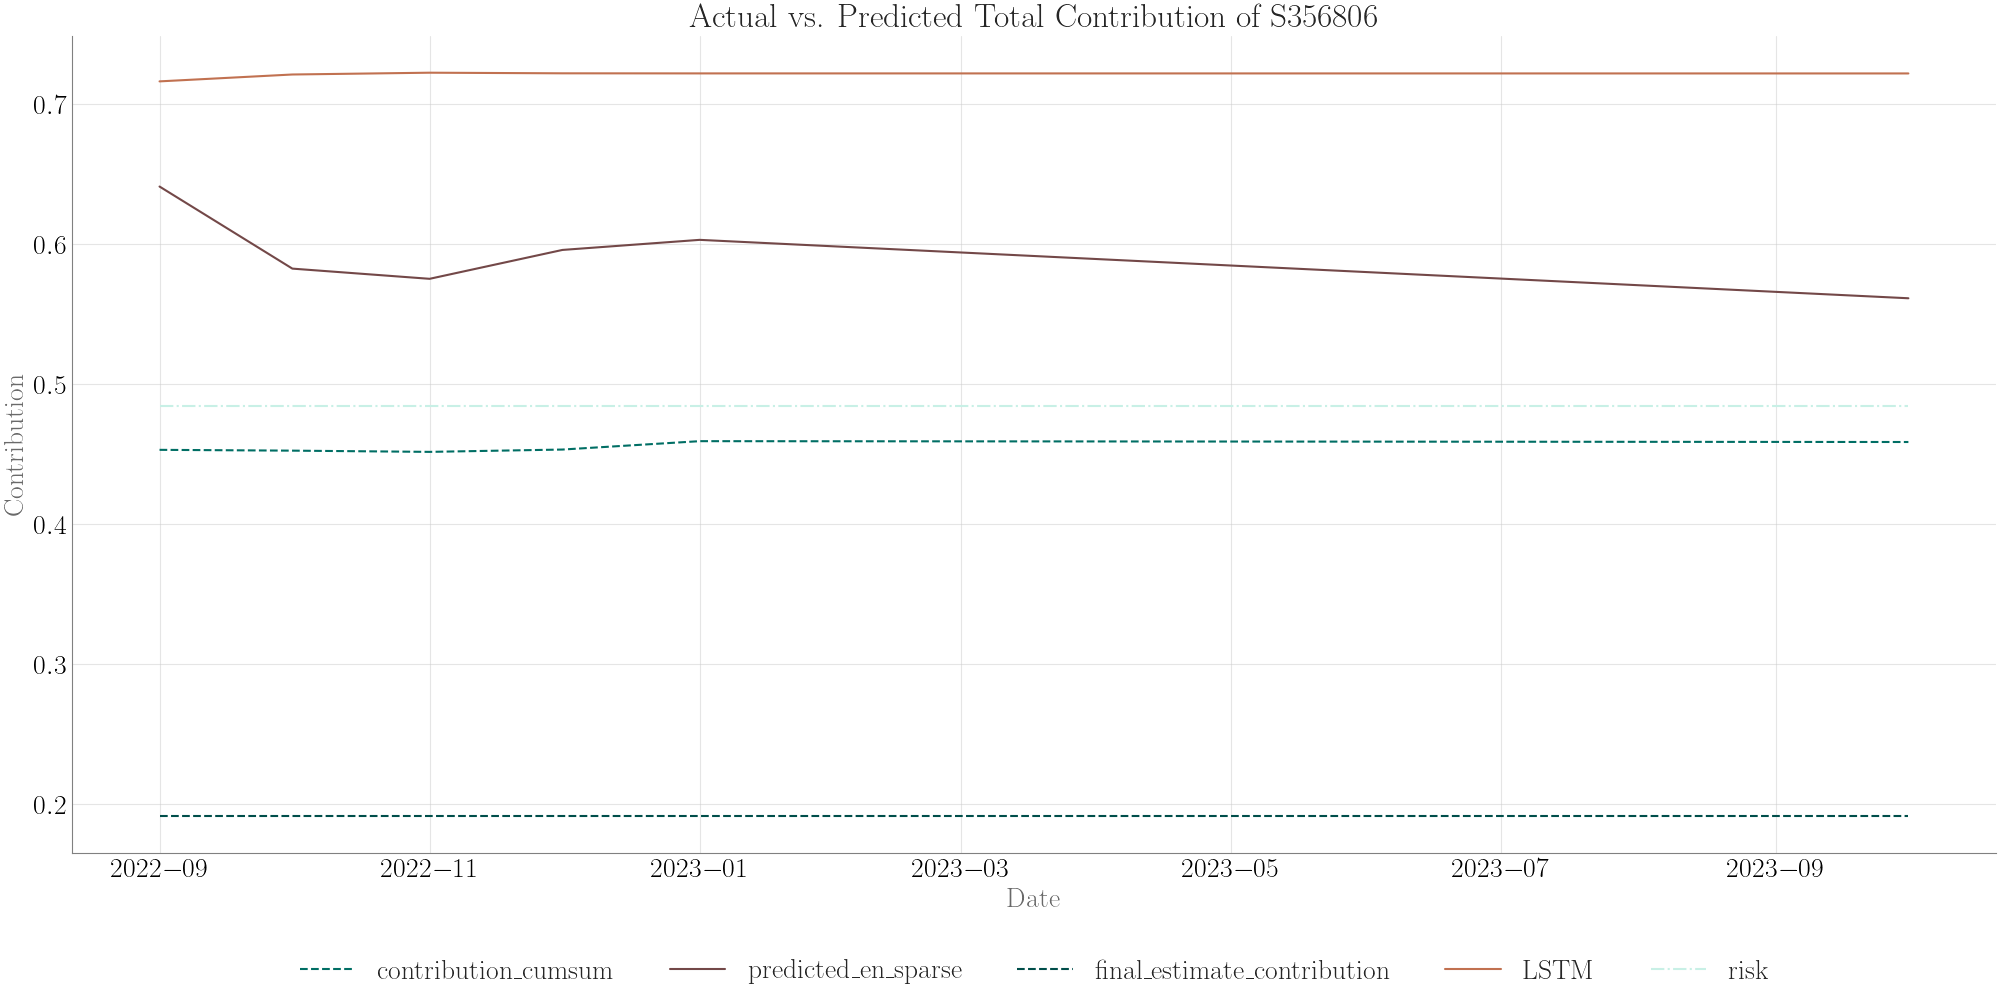 Actual vs. Predicted Total Contribution of S356806
Contribution
0.7
0.6
0.5
0.4
0.3
0.2
2022–09 2022–11 2023–01 2023–03 2023–05 2023–07 2023–09
Date
contribution_cumsum predicted_en_sparse final_estimate_contribution LSTM risk